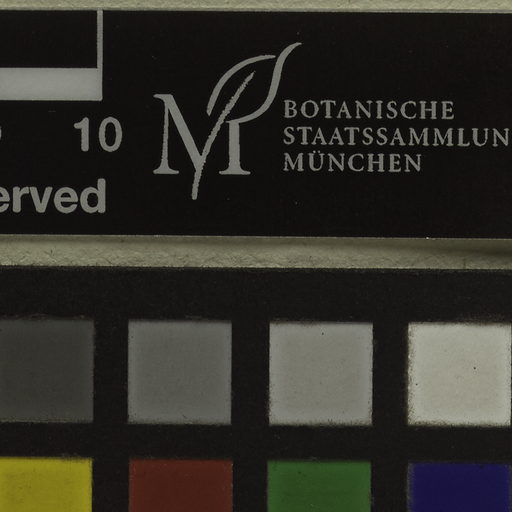 10
erved
M
BOTANISCHE
STAATSSAMMLUN
MÜNCHEN